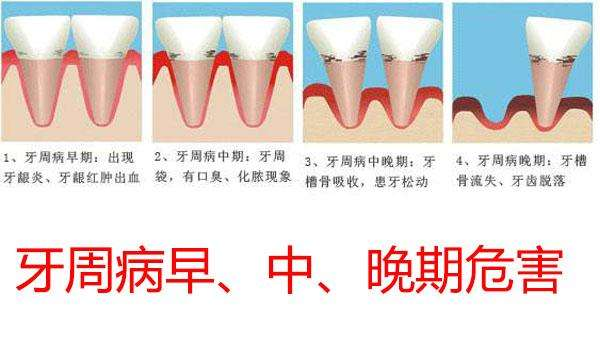 1、牙周病早期：出现
牙龈炎、牙龈红肿出血
2、牙周病中期：牙周
袋，有口臭、化脓现象
3、牙周病中晚期：牙
槽骨吸收，患牙松动
4、牙周病晚期：牙槽
骨流失、牙齿脱落
牙周病早、中、晚期危害